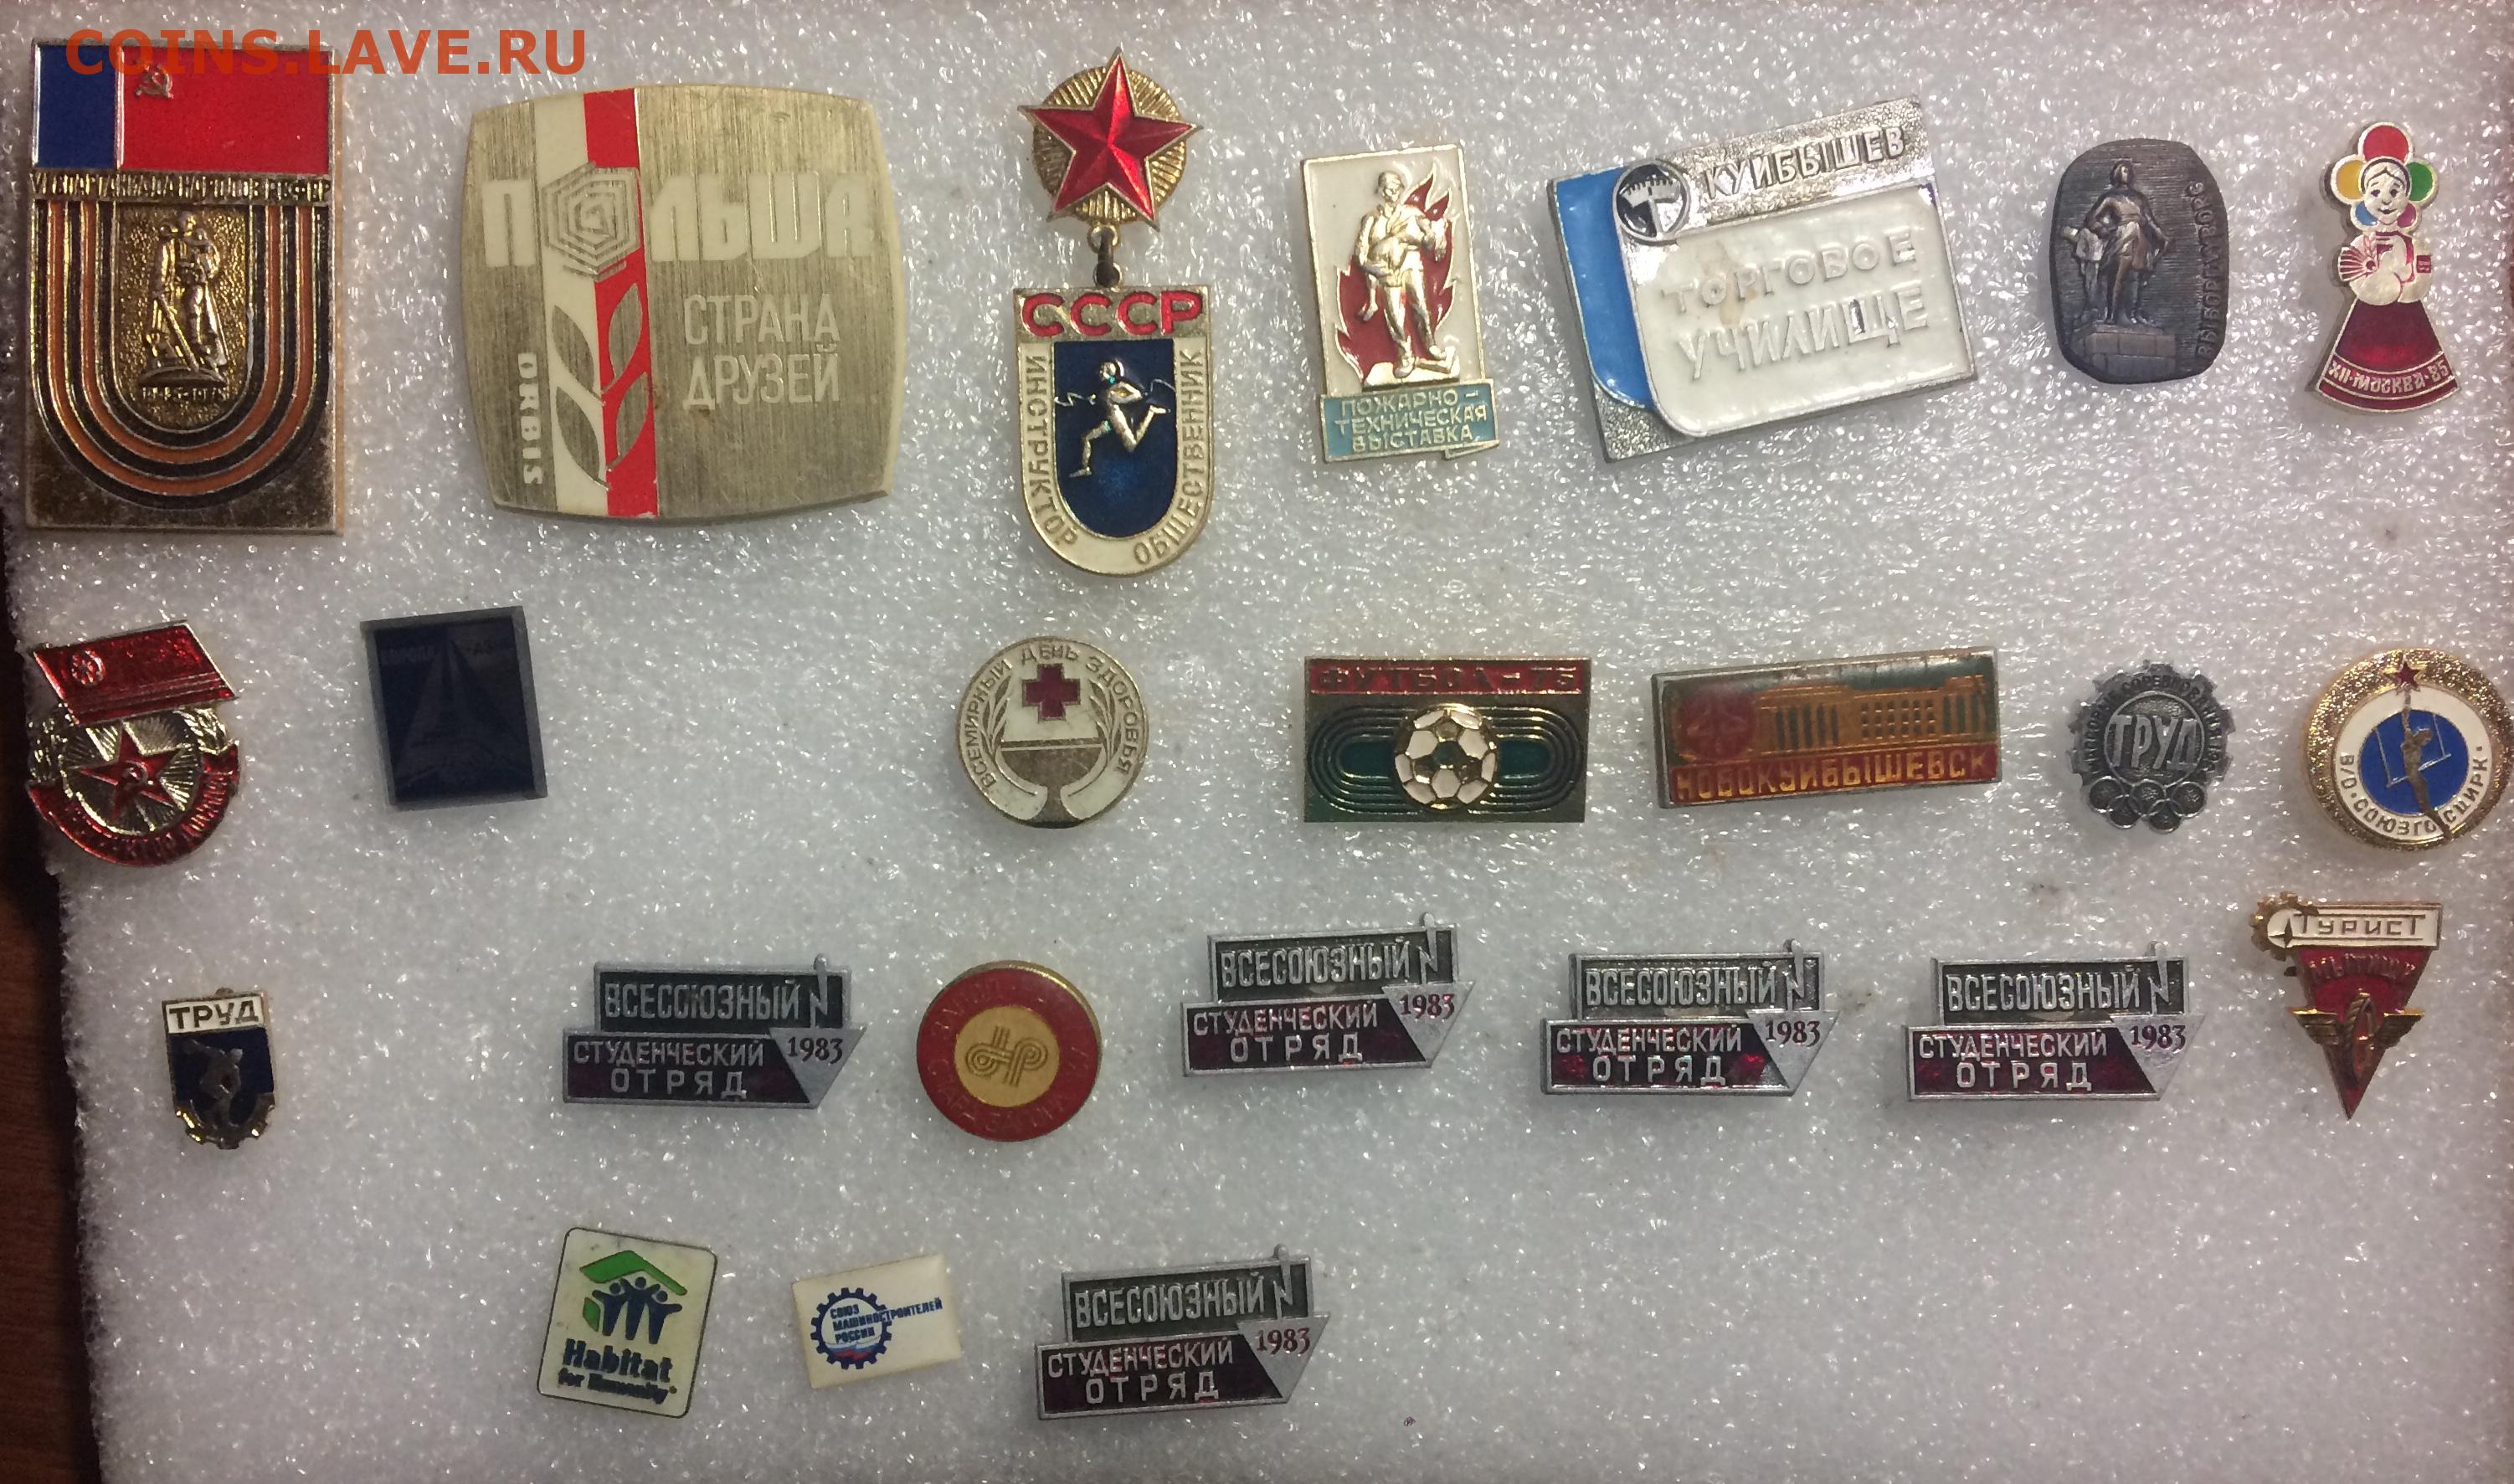 COINS.LAVE.RU
ПОЛЬША
СТРАНА
ДРУЗЕЙ
ORBIS
СССР
ИНСТРУКТОР ОБЩЕСТВЕННИК
ПОЖАРНО-
ТЕХНИЧЕСКАЯ
ВЫСТАВКА
КУЙБЫШЕВ
ТОРГОВОЕ
УЧИЛИЩЕ
ВЫБОРГ
XII·МОСКВА·85
ВСЕМИРНЫЙ ДЕНЬ ЗДОРОВЬЯ
ФУТБОЛ-75
НОВОКУЙБЫШЕВСК
ТРУД
В/О·СОЮЗГОСЦИРК·
ТРУД
ВСЕСОЮЗНЫЙ
СТУДЕНЧЕСКИЙ
ОТРЯД
1983
ВСЕСОЮЗНЫЙ
СТУДЕНЧЕСКИЙ
ОТРЯД
1983
ВСЕСОЮЗНЫЙ
СТУДЕНЧЕСКИЙ
ОТРЯД
1983
ВСЕСОЮЗНЫЙ
СТУДЕНЧЕСКИЙ
ОТРЯД
1983
ТУРИСТ
МЫТИЩИ
Habitat
for Humanity
СОЮЗ
МАШИНОСТРОИТЕЛЕЙ
РОССИИ
ВСЕСОЮЗНЫЙ
СТУДЕНЧЕСКИЙ
ОТРЯД
1983